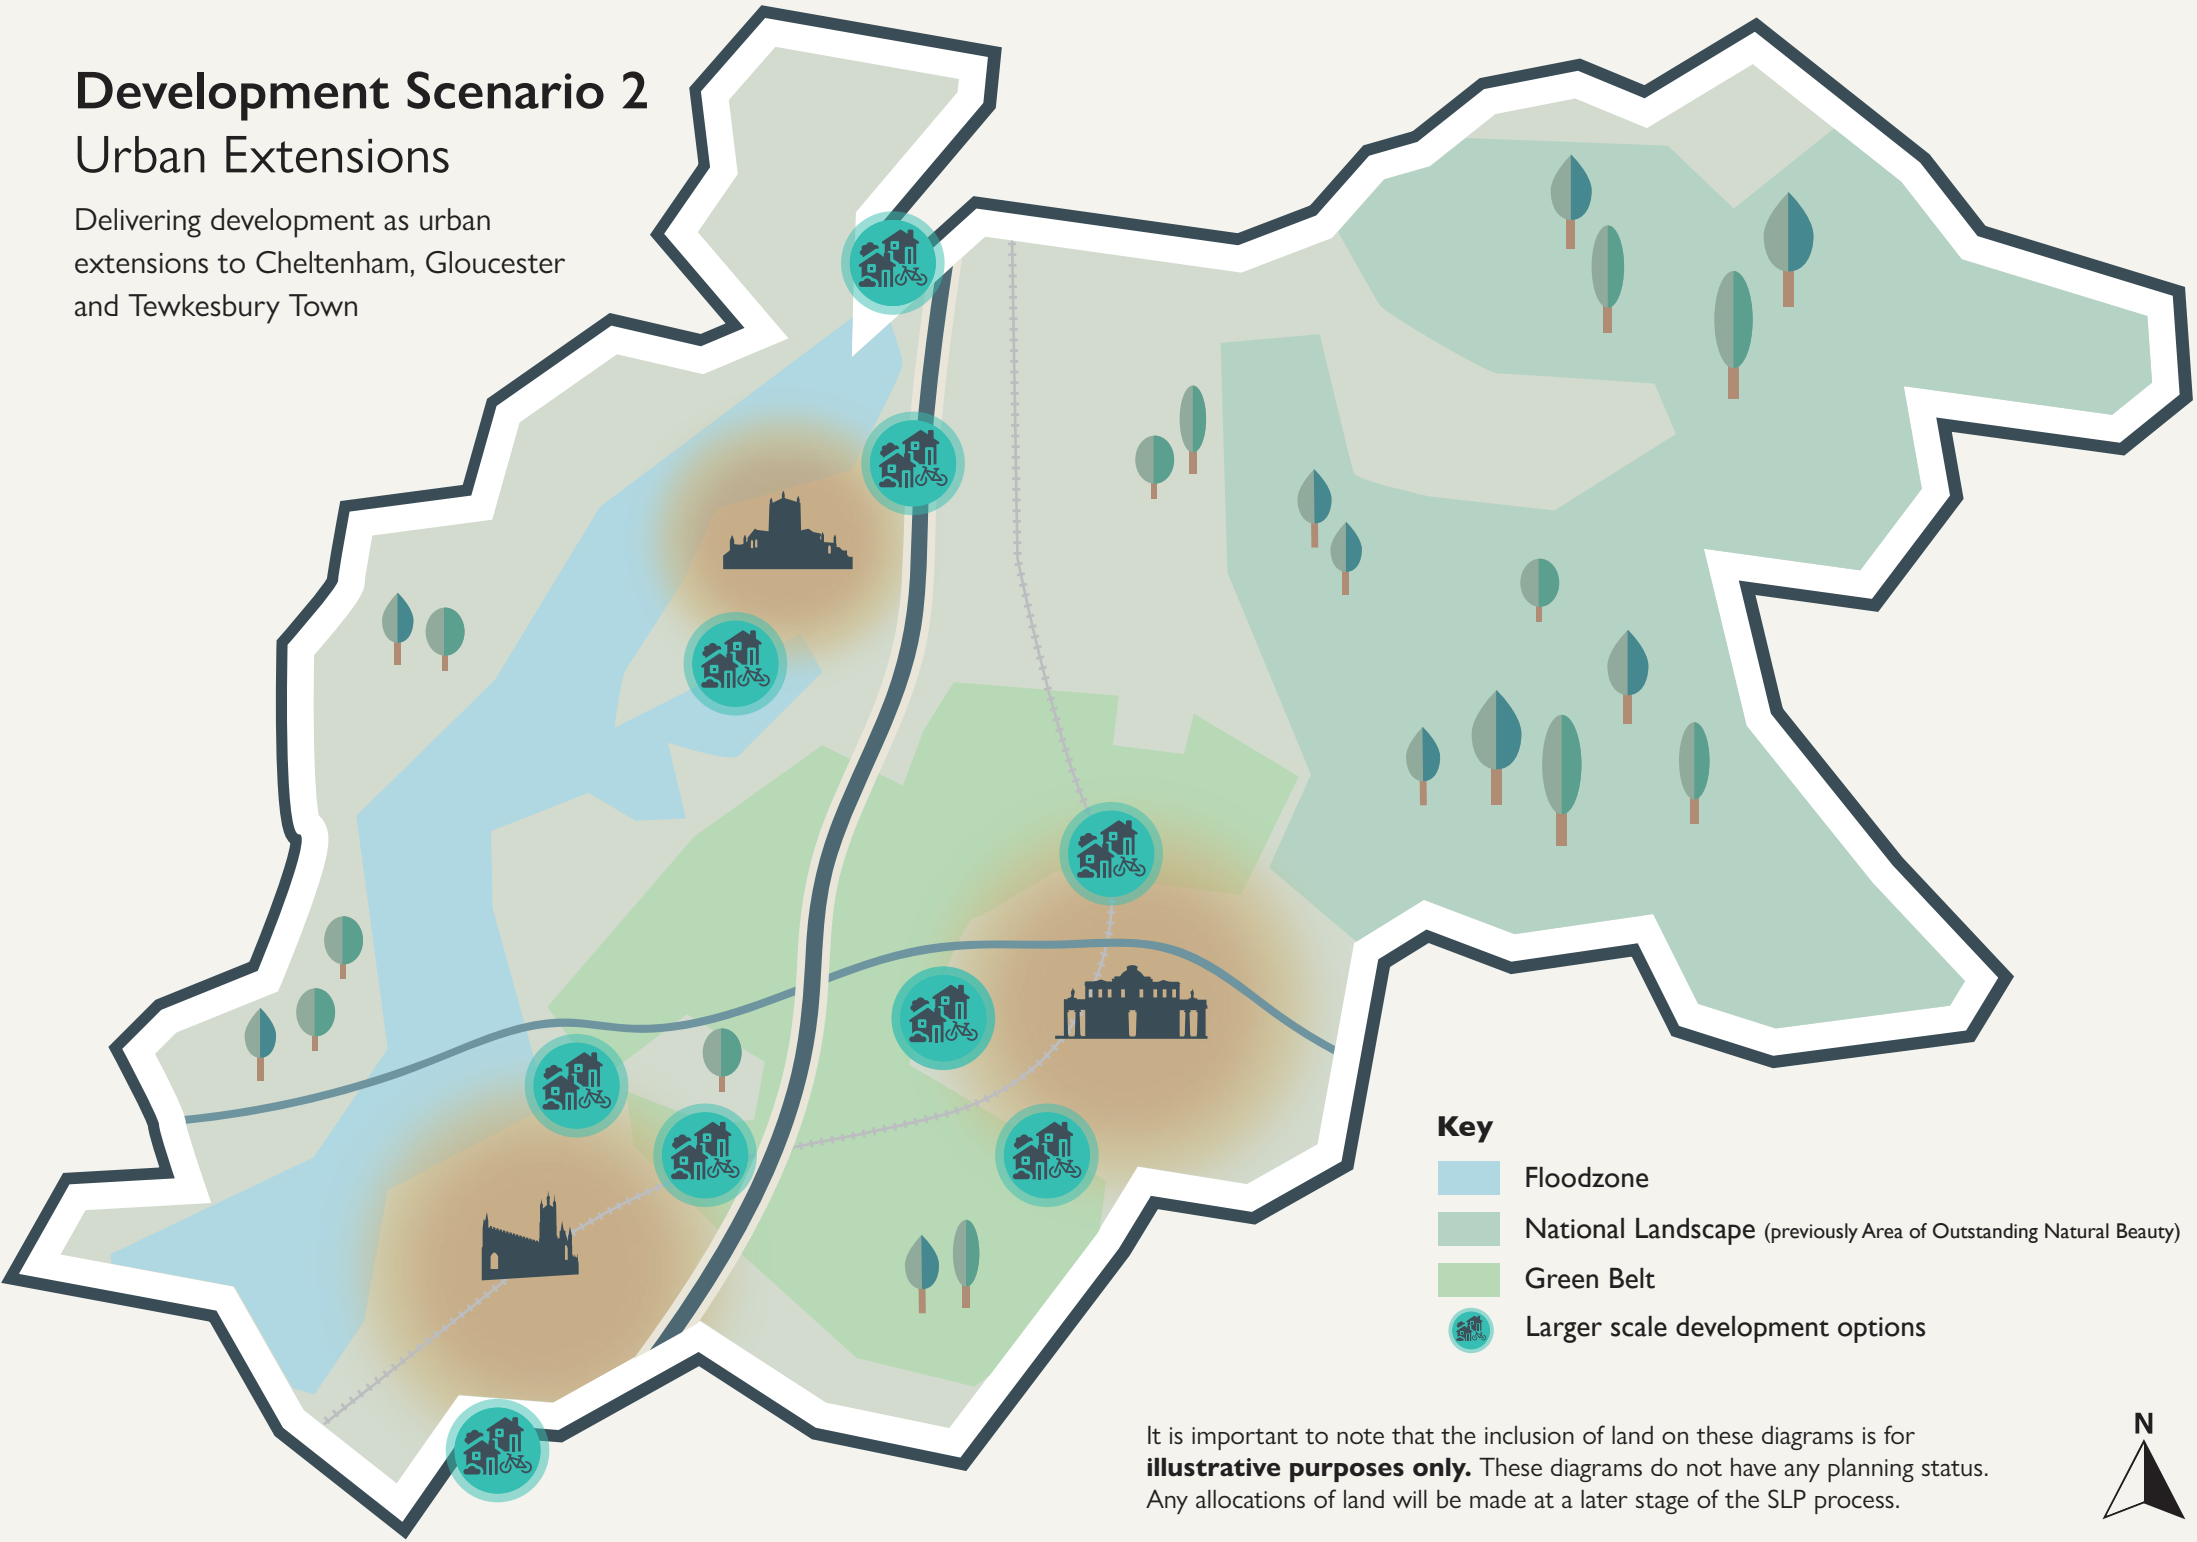 Development Scenario 2
Urban Extensions
Delivering development as urban
extensions to Cheltenham, Gloucester
and Tewkesbury Town
Key
Floodzone
National Landscape (previously Area of Outstanding Natural Beauty)
Green Belt
Larger scale development options
It is important to note that the inclusion of land on these diagrams is for
illustrative purposes only. These diagrams do not have any planning status.
Any allocations of land will be made at a later stage of the SLP process.
N